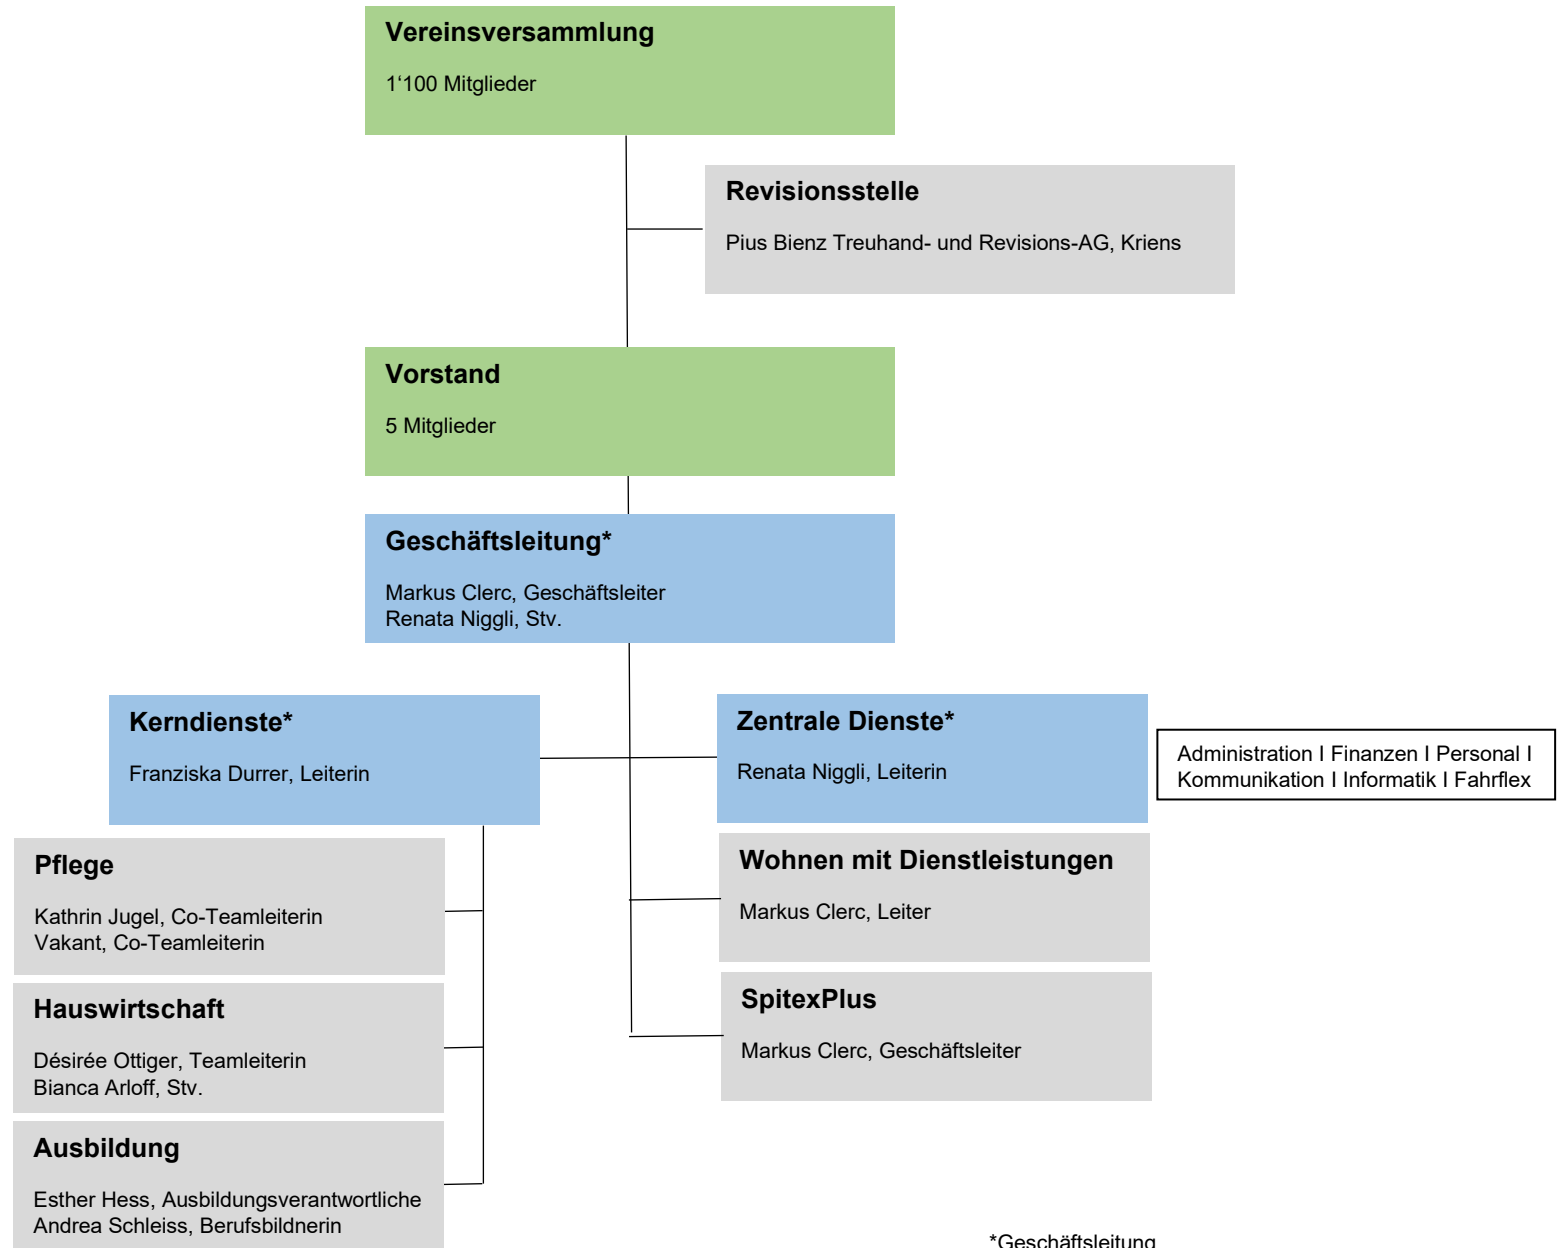 Vereinsversammlung
1‘100 Mitglieder
Revisionsstelle
Pius Bienz Treuhand- und Revisions-AG, Kriens
Vorstand
5 Mitglieder
Geschäftsleitung*
Markus Clerc, Geschäftsleiter
Renata Niggli, Stv.
Kerndienste*
Franziska Durrer, Leiterin
Zentrale Dienste*
Renata Niggli, Leiterin
Administration I Finanzen I Personal I
Kommunikation I Informatik I Fahrflex
Pflege
Kathrin Jugel, Co-Teamleiterin
Vakant, Co-Teamleiterin
Wohnen mit Dienstleistungen
Markus Clerc, Leiter
Hauswirtschaft
Désirée Ottiger, Teamleiterin
Bianca Arloff, Stv.
SpitexPlus
Markus Clerc, Geschäftsleiter
Ausbildung
Esther Hess, Ausbildungsverantwortliche
Andrea Schleiss, Berufsbildnerin
*Geschäftsleitung